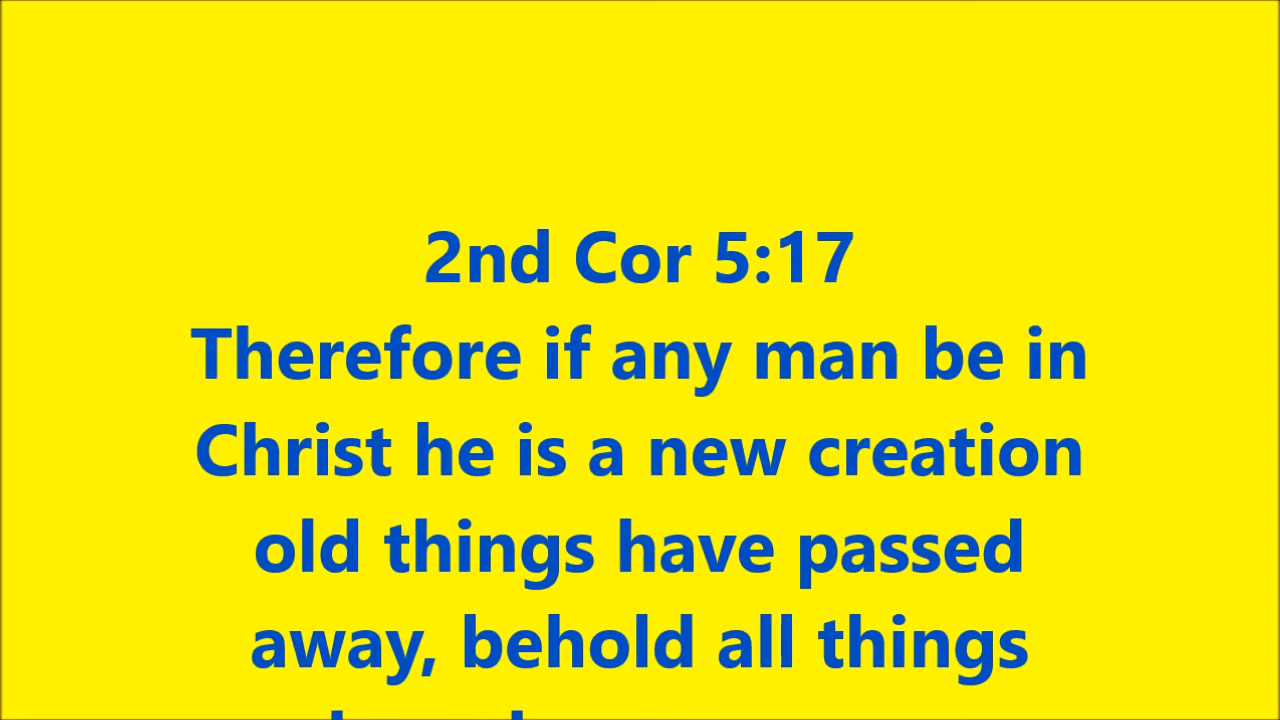 2nd Cor 5:17
Therefore if any man be in
Christ he is a new creation
old things have passed
away, behold all things